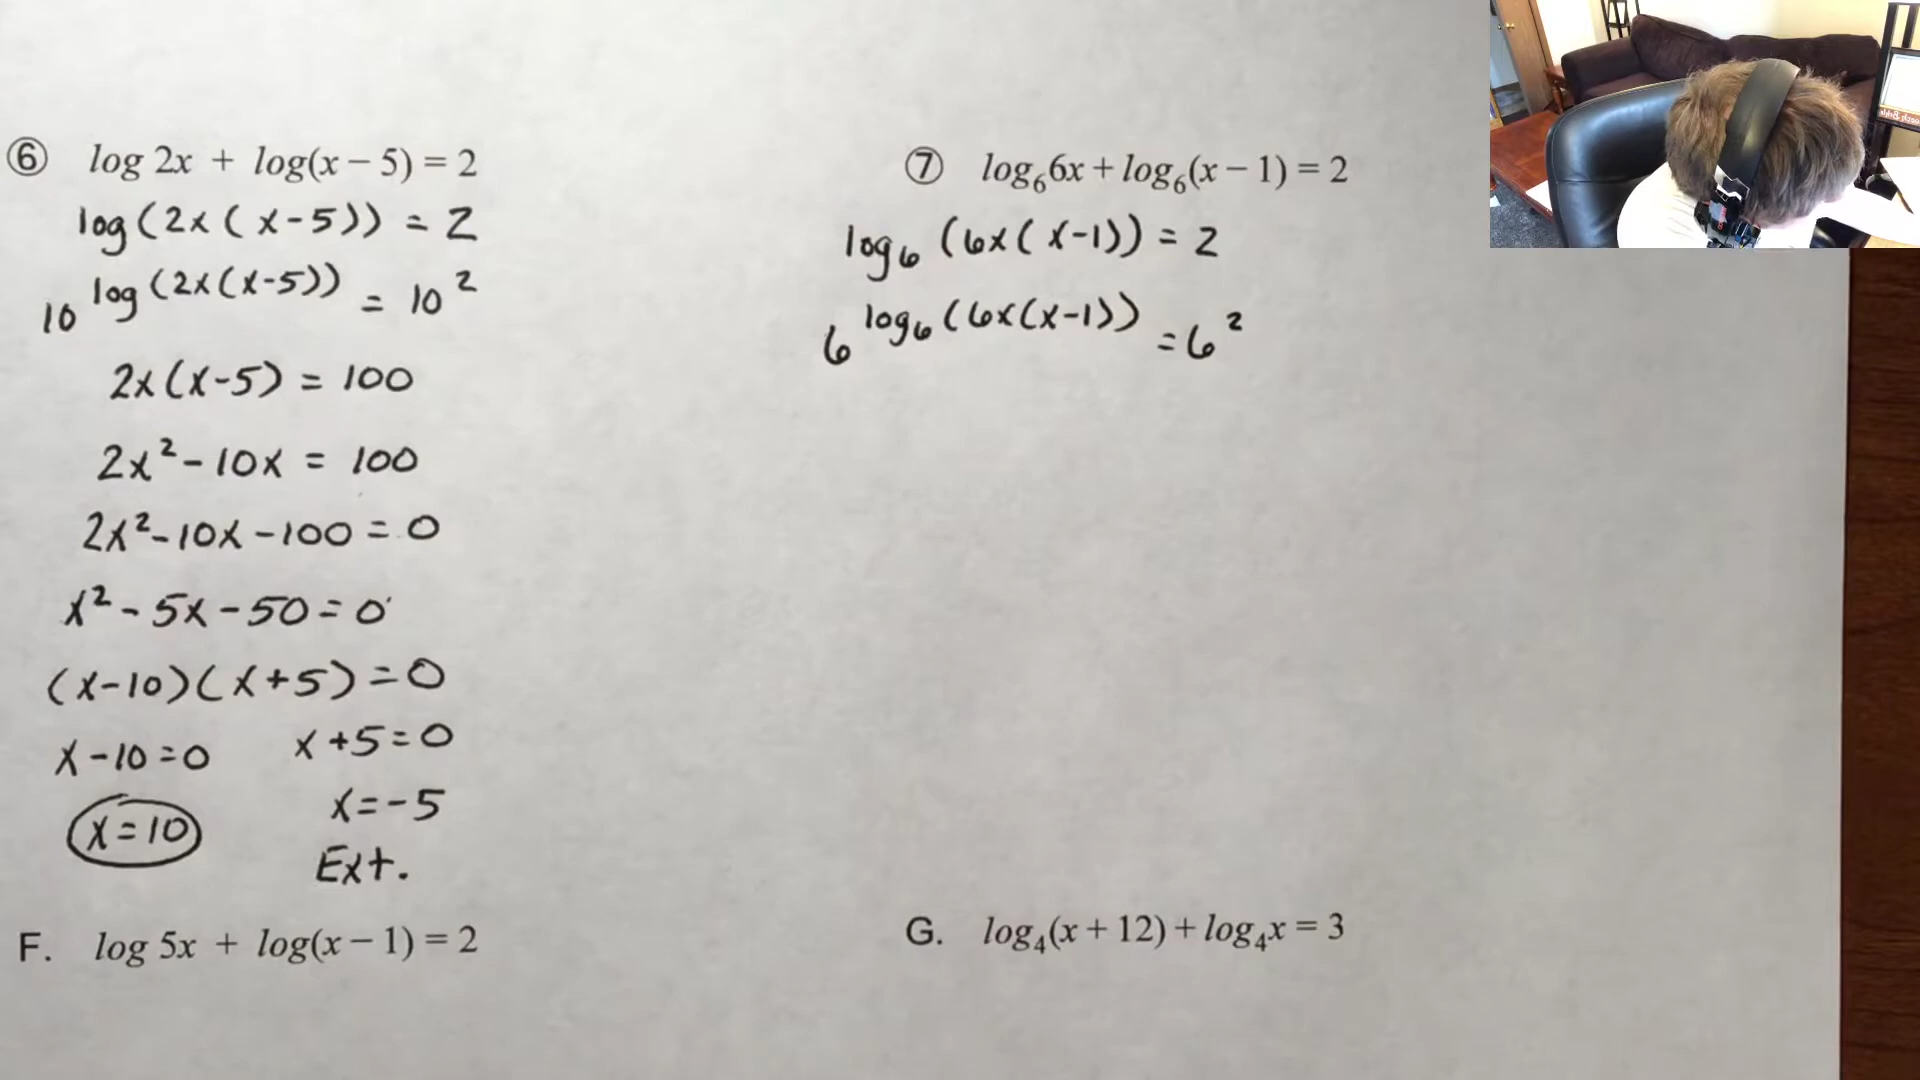 ⑥ log 2x + log(x − 5) = 2
log(2x(x-5)) = 2
10^log(2x(x-5)) = 10^2
2x(x-5) = 100
2x² - 10x = 100
2x² - 10x - 100 = 0
x² - 5x - 50 = 0
(x-10)(x+5) = 0
x - 10 = 0 x + 5 = 0
x = 10 x = -5
Ext.
F. log 5x + log(x − 1) = 2
⑦ log₆6x + log₆(x − 1) = 2
log₆(6x(x-1)) = 2
6^log₆(6x(x-1)) = 6^2
G. log₄(x + 12) + log₄x = 3